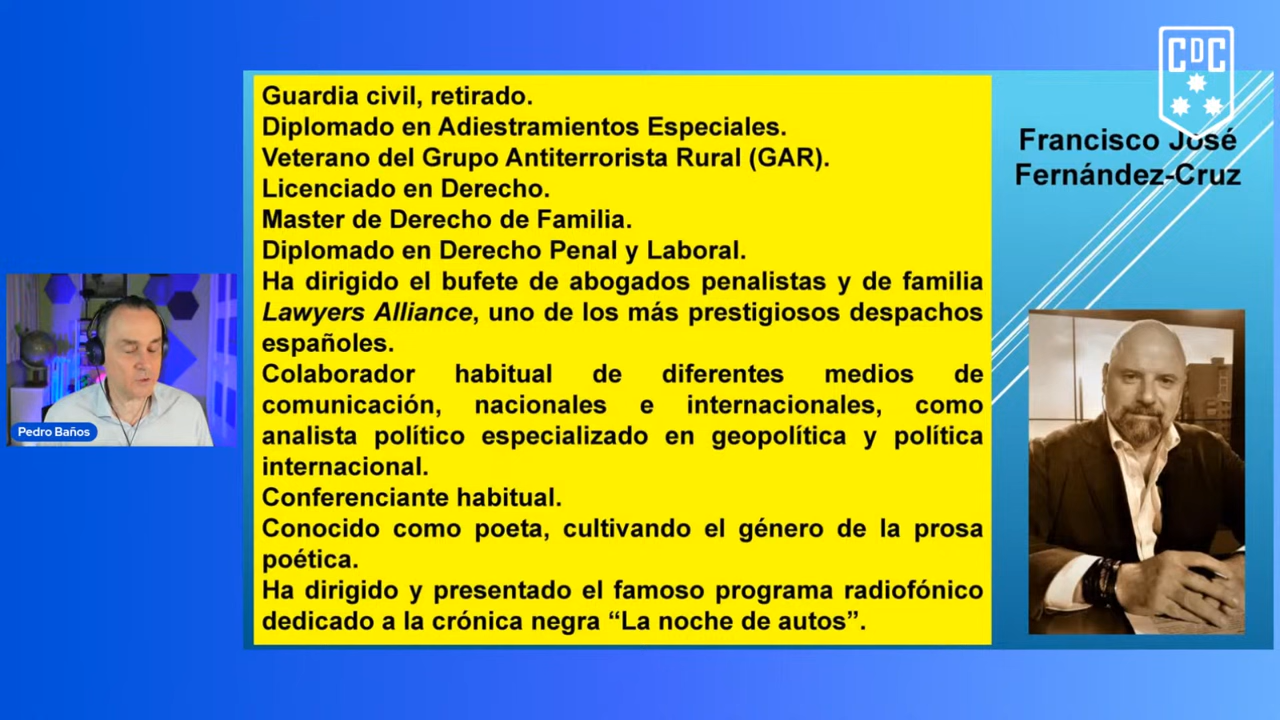 CDC
Guardia civil, retirado.
Diplomado en Adiestramientos Especiales.
Veterano del Grupo Antiterrorista Rural (GAR).
Licenciado en Derecho.
Master de Derecho de Familia.
Diplomado en Derecho Penal y Laboral.
Ha dirigido el bufete de abogados penalistas y de familia
Lawyers Alliance, uno de los más prestigiosos despachos
españoles.
Colaborador habitual de diferentes medios de
comunicación, nacionales e internacionales, como
analista político especializado en geopolítica y política
internacional.
Conferenciante habitual.
Conocido como poeta, cultivando el género de la prosa
poética.
Ha dirigido y presentado el famoso programa radiofónico
dedicado a la crónica negra “La noche de autos”.
Francisco José
Fernández-Cruz
Pedro Baños